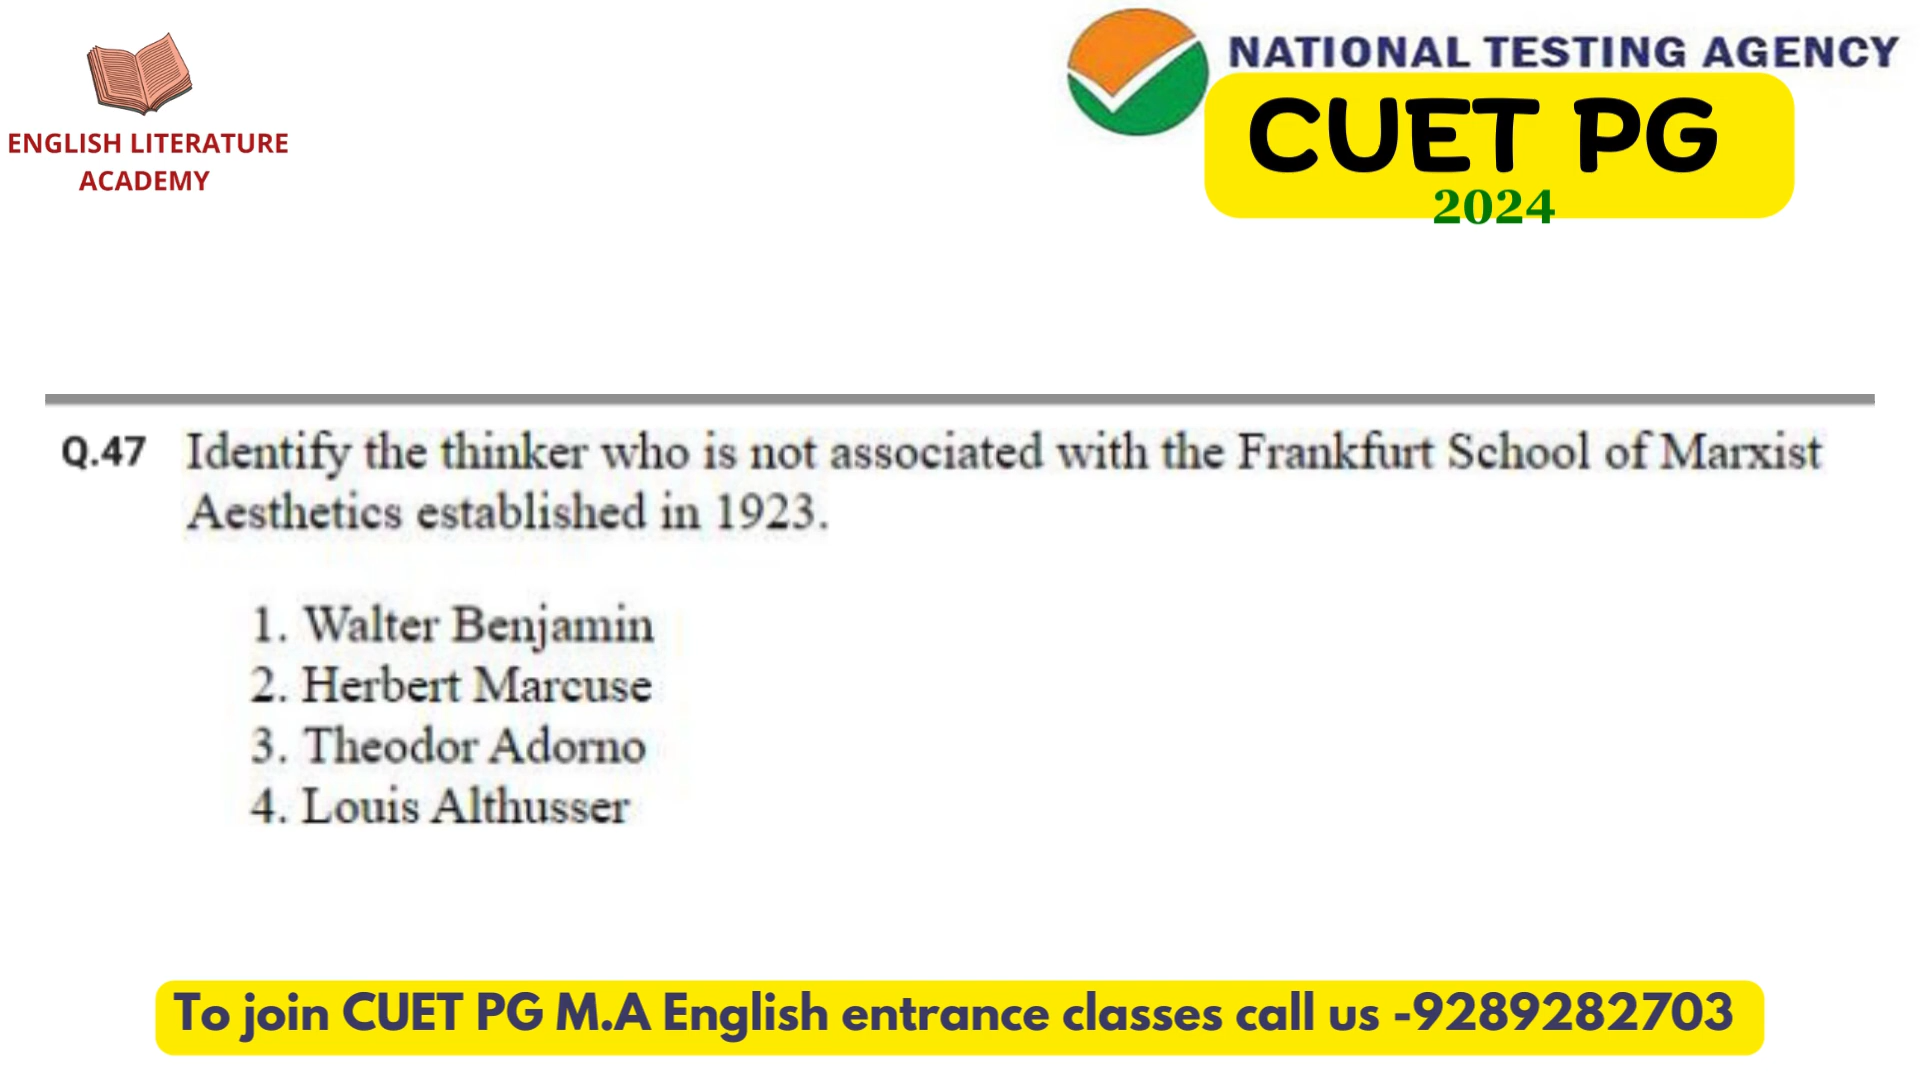 ENGLISH LITERATURE
ACADEMY
NATIONAL TESTING AGENCY
CUET PG
2024
Q.47 Identify the thinker who is not associated with the Frankfurt School of Marxist
Aesthetics established in 1923.
1. Walter Benjamin
2. Herbert Marcuse
3. Theodor Adorno
4. Louis Althusser
To join CUET PG M.A English entrance classes call us -9289282703